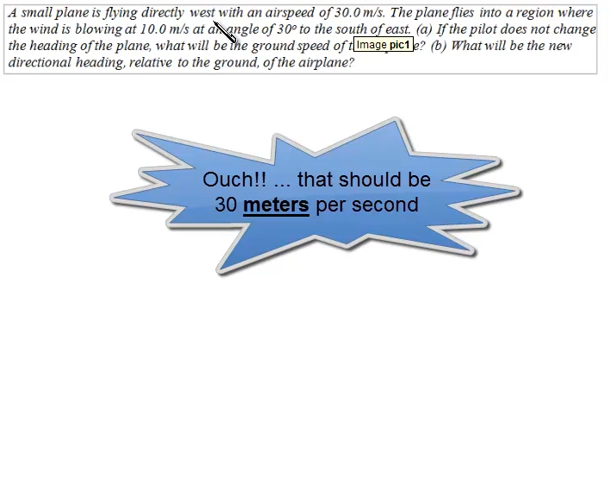 A small plane is flying directly west with an airspeed of 30.0 m/s. The plane flies into a region where
the wind is blowing at 10.0 m/s at an angle of 30º to the south of east. (a) If the pilot does not change
the heading of the plane, what will be the ground speed of e? (b) What will be the new
Image pic1
directional heading, relative to the ground, of the airplane?
Ouch!! ... that should be
30 meters per second